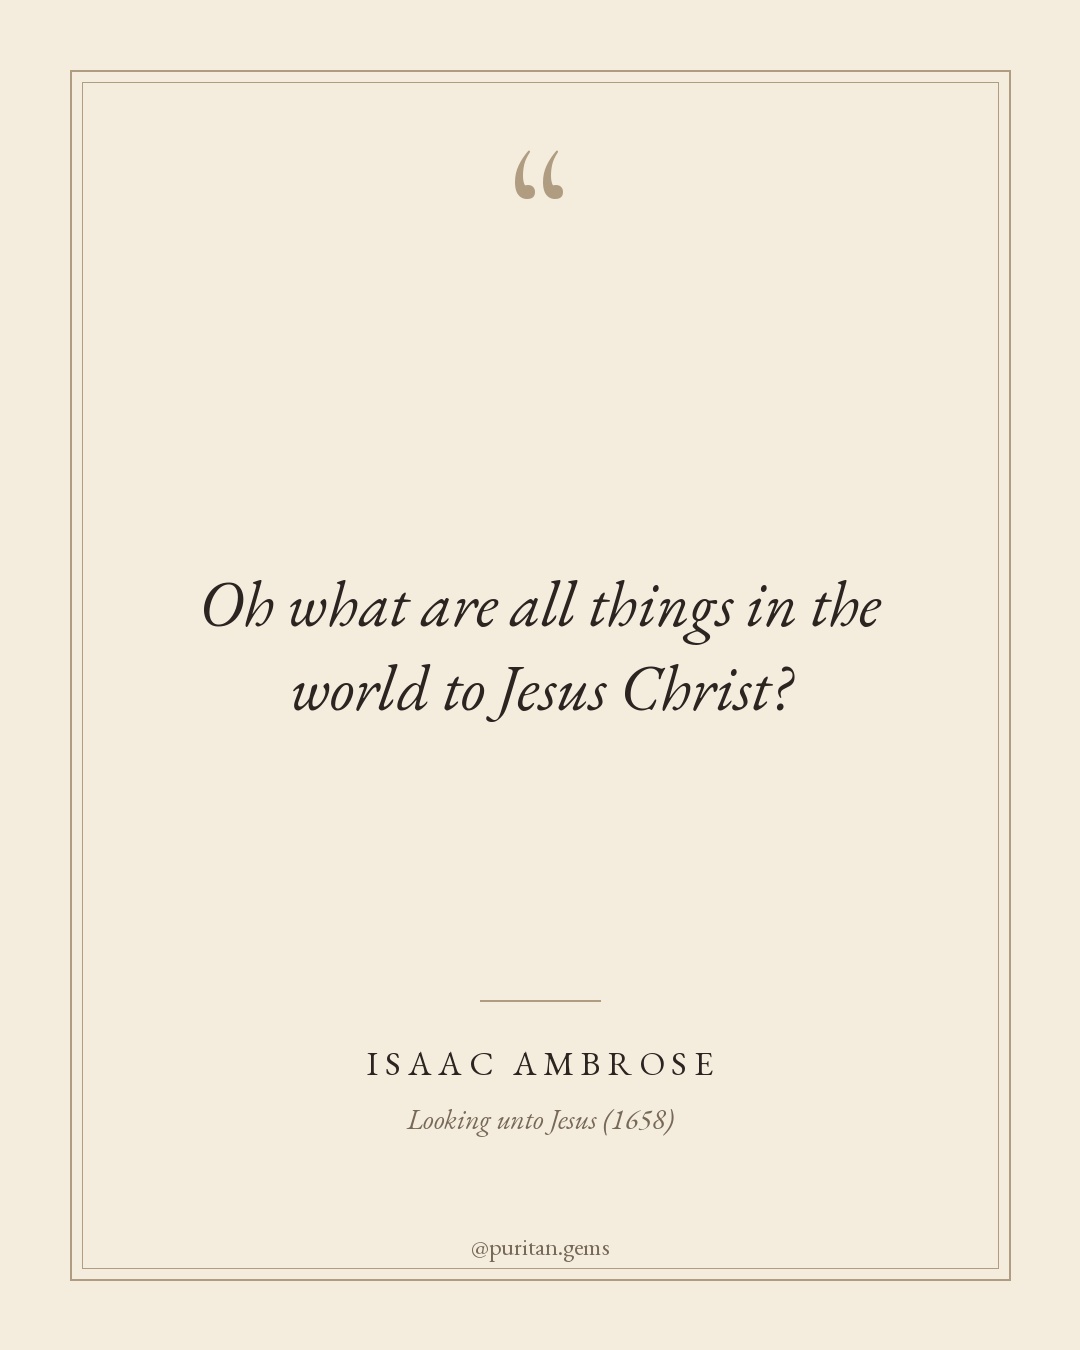 “
Oh what are all things in the
world to Jesus Christ?
ISAAC AMBROSE
Looking unto Jesus (1658)
@puritan.gems